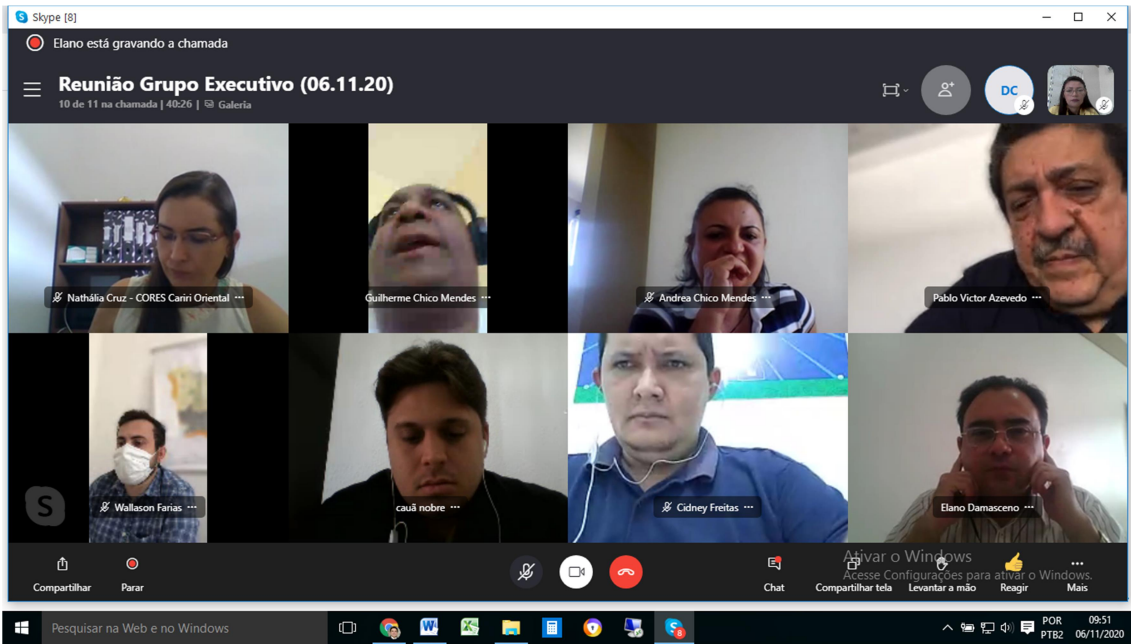 Skype [8]
Elano está gravando a chamada
Reunião Grupo Executivo (06.11.20)
10 de 11 na chamada | 40:26 | Galeria
DC
Nathália Cruz - CORES Cariri Oriental ...
Guilherme Chico Mendes ...
Andrea Chico Mendes ...
Pablo Victor Azevedo ...
Wallason Farias ...
cauã nobre ...
Cidney Freitas ...
Elano Damasceno ...
Compartilhar
Parar
Chat
Compartilhar tela
Levantar a mão
Reagir
Mais
Ativar o Windows
Acesse Configurações para ativar o Windows.
Pesquisar na Web e no Windows
8
POR
PTB2
09:51
06/11/2020